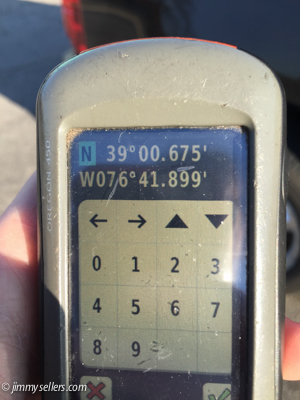 OREGON 450
N 39°00.675'
W076°41.899'
← → ▲ ▼
0 1 2 3
4 5 6 7
8 9
©jimmysellers.com